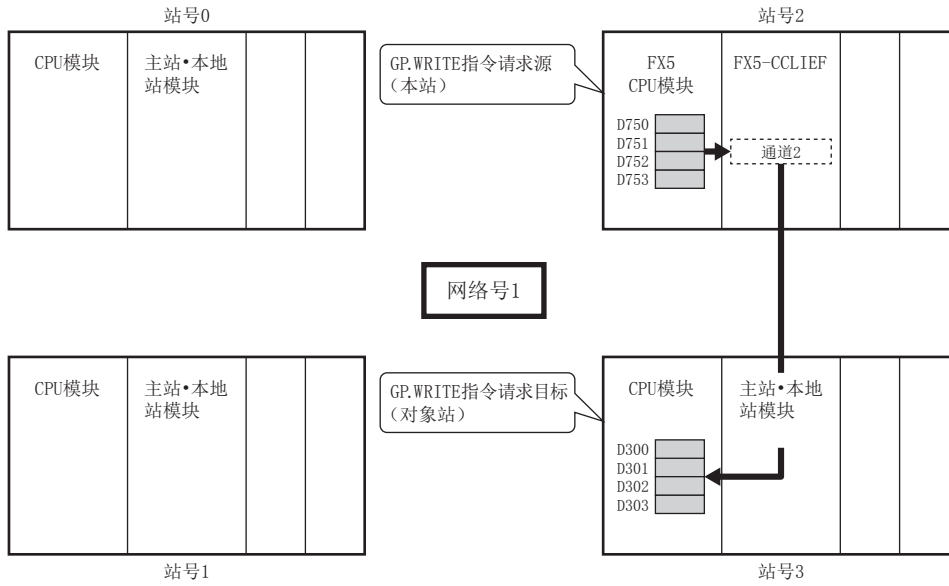 站号0
站号2
CPU模块
主站•本地
站模块
GP.WRITE指令请求源
（本站）
FX5
CPU模块
FX5-CCLIEF
D750
D751
D752
D753
通道2
网络号1
CPU模块
主站•本地
站模块
GP.WRITE指令请求目标
（对象站）
CPU模块
主站•本地
站模块
D300
D301
D302
D303
站号1
站号3